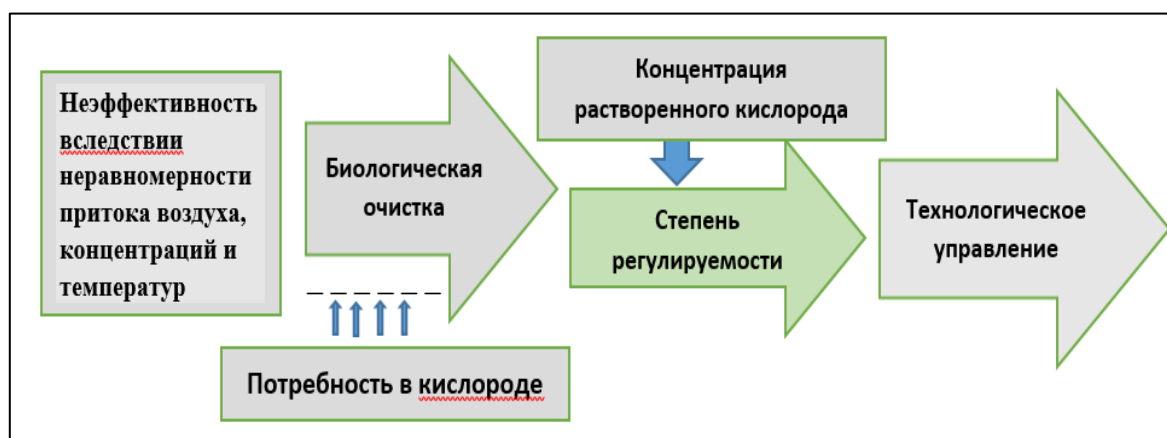 Неэффективность
вследствии
неравномерности
притока воздуха,
концентраций и
температур
Биологическая
очистка
Потребность в кислороде
Концентрация
растворенного кислорода
Степень
регулируемости
Технологическое
управление